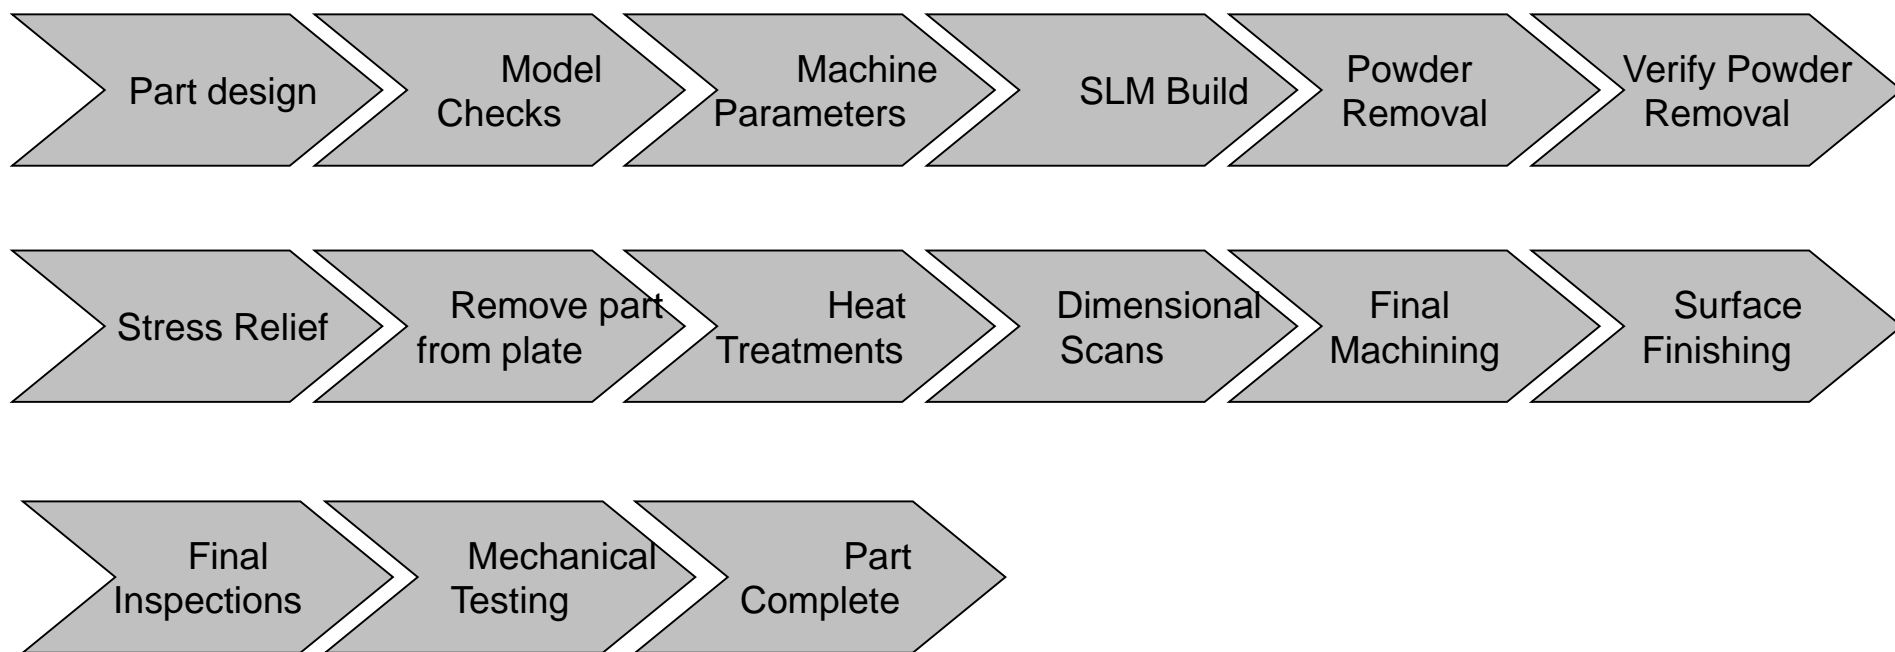 Part design
Model
Checks
Machine
Parameters
SLM Build
Powder
Removal
Verify Powder
Removal
Stress Relief
Remove part
from plate
Heat
Treatments
Dimensional
Scans
Final
Machining
Surface
Finishing
Final
Inspections
Mechanical
Testing
Part
Complete